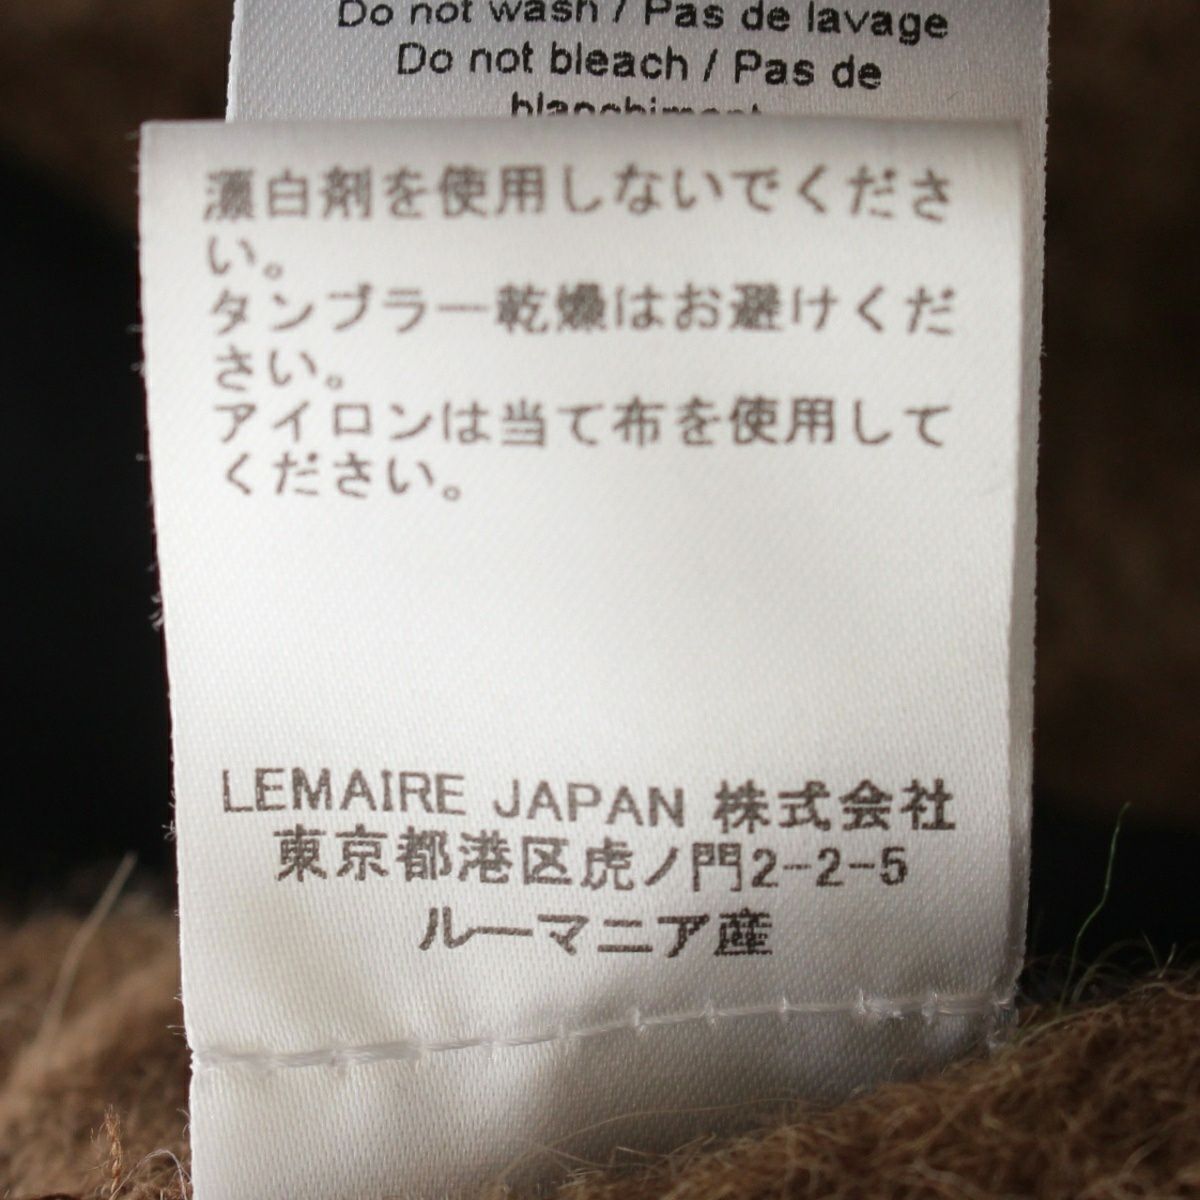 Do not wash / Pas de lavage
Do not bleach / Pas de
blanchiment
漂白剤を使用しないでくださ
い。
タンブラー乾燥はお避けくだ
さい。
アイロンは当て布を使用して
ください。
LEMAIRE JAPAN 株式会社
東京都港区虎ノ門2-2-5
ルーマニア産